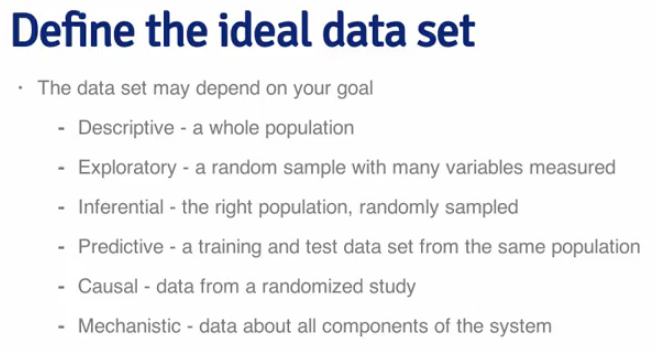 Define the ideal data set
· The data set may depend on your goal
- Descriptive - a whole population
- Exploratory - a random sample with many variables measured
- Inferential - the right population, randomly sampled
- Predictive - a training and test data set from the same population
- Causal - data from a randomized study
- Mechanistic - data about all components of the system